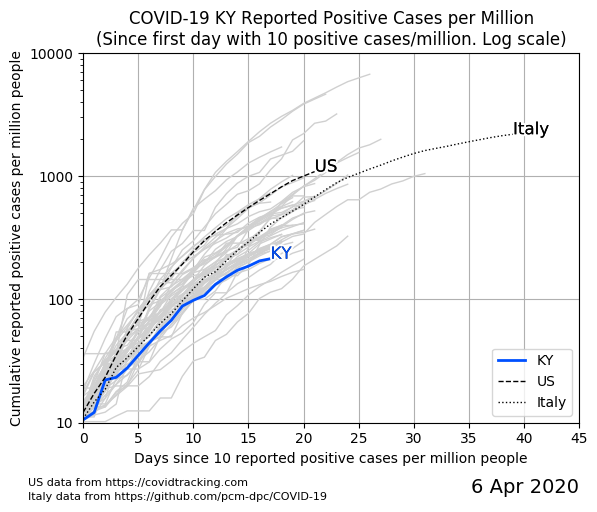 COVID-19 KY Reported Positive Cases per Million
(Since first day with 10 positive cases/million. Log scale)
Cumulative reported positive cases per million people
10000
1000
100
10
Italy
US
KY
KY
US
Italy
0 5 10 15 20 25 30 35 40 45
Days since 10 reported positive cases per million people
US data from https://covidtracking.com
Italy data from https://github.com/pcm-dpc/COVID-19
6 Apr 2020